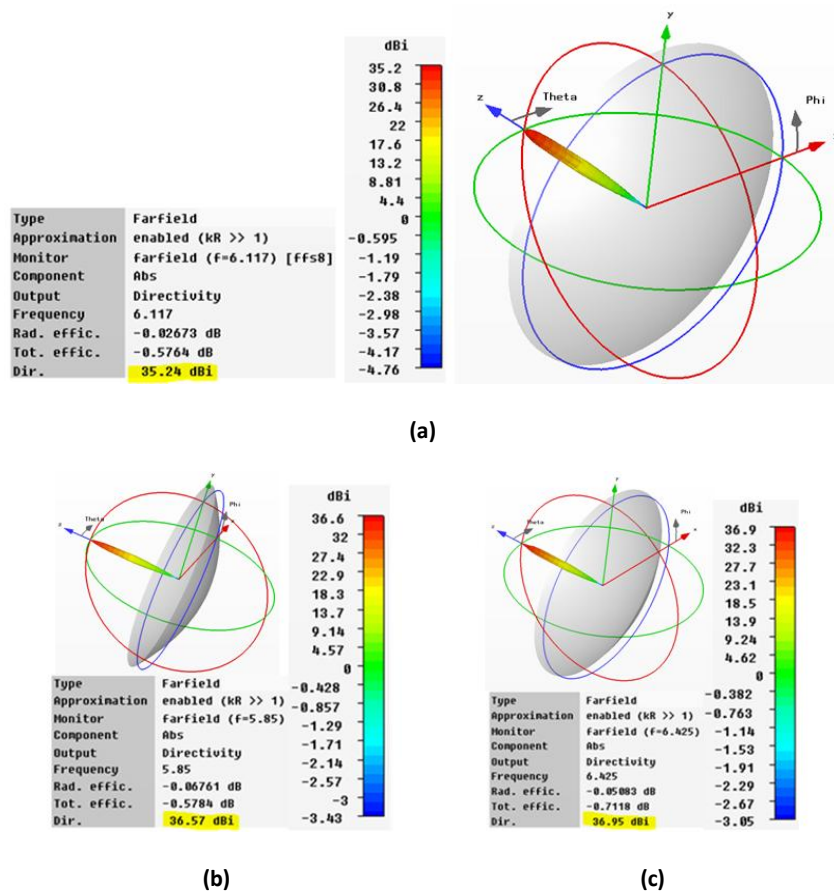 dBi
35.2
30.8
26.4
22
17.6
13.2
8.81
4.4
0
-0.595
-1.19
-1.79
-2.38
-2.98
-3.57
-4.17
-4.76
y
z
Theta
Phi
Type Farfield
Approximation enabled (kR >> 1)
Monitor farfield (f=6.117) [ffs8]
Component Abs
Output Directivity
Frequency 6.117
Rad. effic. -0.02673 dB
Tot. effic. -0.5764 dB
Dir. 35.24 dBi
(a)
y
z
Theta
Phi
dBi
36.6
32
27.4
22.9
18.3
13.7
9.14
4.57
0
-0.428
-0.857
-1.29
-1.71
-2.14
-2.57
-3
-3.43
Type Farfield
Approximation enabled (kR >> 1)
Monitor Farfield (f=5.85)
Component Abs
Output Directivity
Frequency 5.85
Rad. effic. -0.06761 dB
Tot. effic. -0.5784 dB
Dir. 36.57 dBi
(b)
y
z
Theta
Phi
x
dBi
36.9
32.3
27.7
23.1
18.5
13.9
9.24
4.62
0
-0.382
-0.763
-1.14
-1.53
-1.91
-2.29
-2.67
-3.05
Type Farfield
Approximation enabled (kR >> 1)
Monitor farfield (f=6.425)
Component Abs
Output Directivity
Frequency 6.425
Rad. effic. -0.05083 dB
Tot. effic. -0.7118 dB
Dir. 36.95 dBi
(c)